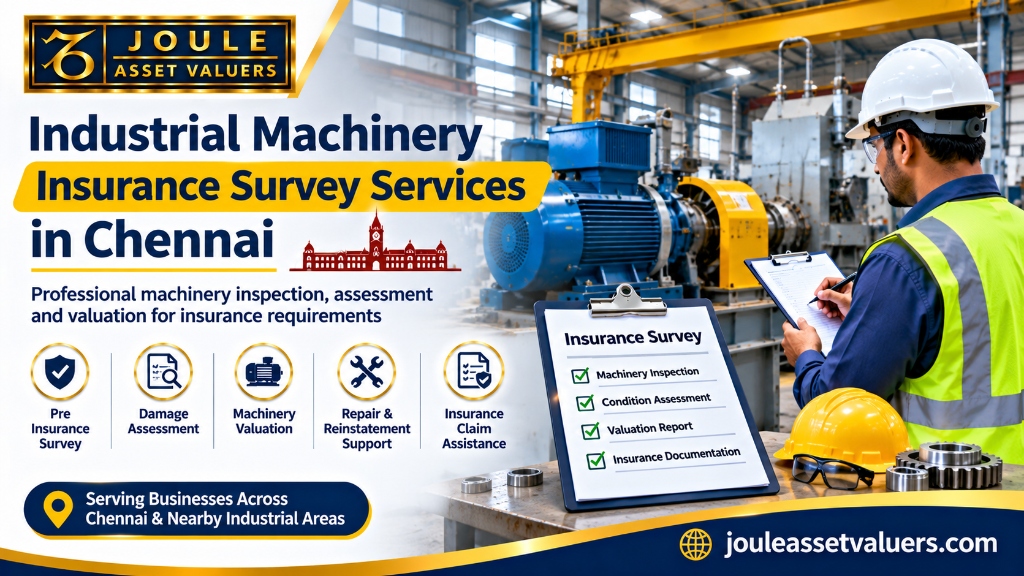 JOULE
ASSET VALUERS
Industrial Machinery
Insurance Survey Services
in Chennai
Professional machinery inspection, assessment
and valuation for insurance requirements
Pre
Insurance
Survey
Damage
Assessment
Machinery
Valuation
Repair &
Reinstatement
Support
Insurance
Claim
Assistance
Serving Businesses Across
Chennai & Nearby Industrial Areas
Insurance Survey
Machinery Inspection
Condition Assessment
Valuation Report
Insurance Documentation
jouleassetvaluers.com